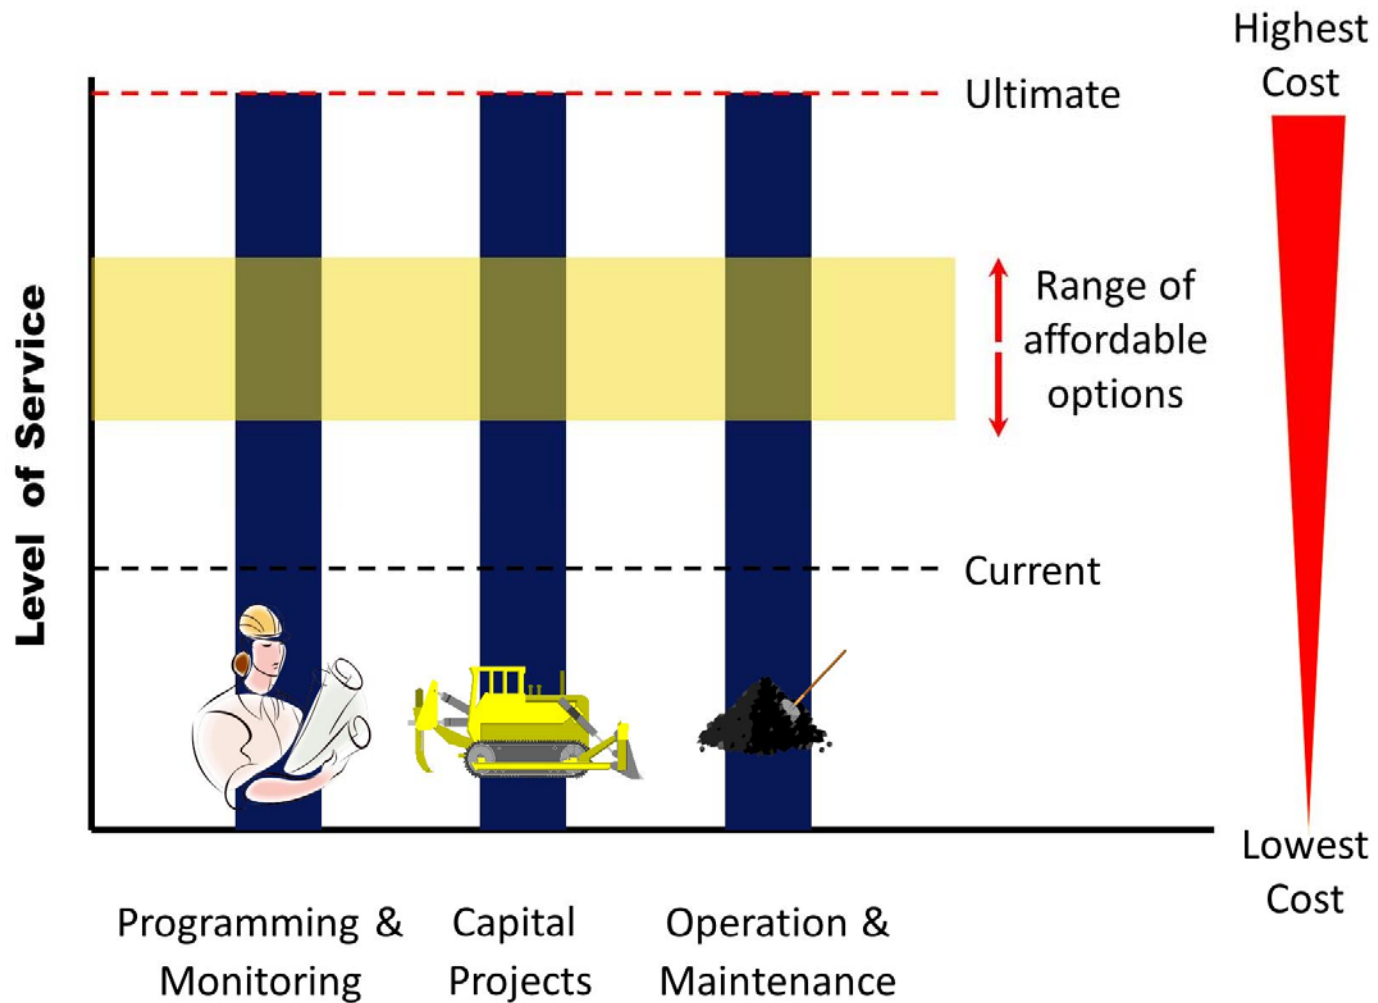 Highest
Cost
Ultimate
Range of
affordable
options
Level of Service
Current
Lowest
Cost
Programming &
Monitoring
Capital
Projects
Operation &
Maintenance